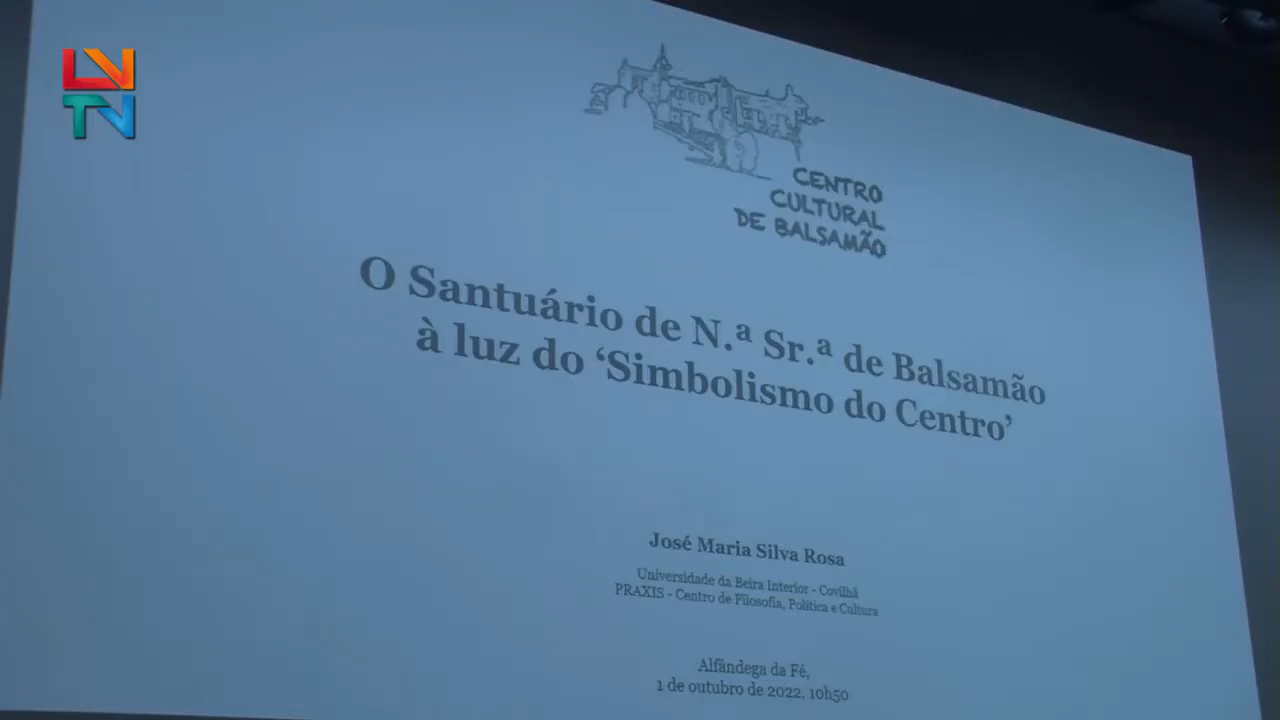 LV
TV
CENTRO
CULTURAL
DE BALSAMÃO
O Santuário de N.ª Sr.ª de Balsamão
à luz do ‘Simbolismo do Centro’
José Maria Silva Rosa
Universidade da Beira Interior - Covilhã
PRAXIS - Centro de Filosofia, Política e Cultura
Alfândega da Fé,
1 de outubro de 2022, 10h50